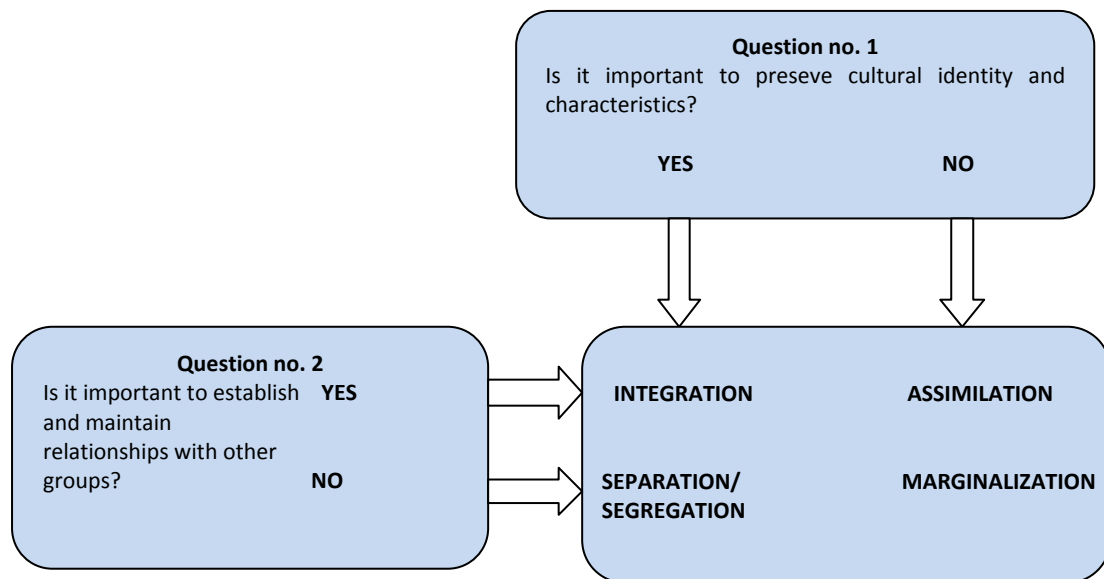 Question no. 1
Is it important to preseve cultural identity and
characteristics?
YES NO
Question no. 2
Is it important to establish YES
and maintain
relationships with other
groups? NO
INTEGRATION ASSIMILATION
SEPARATION/ MARGINALIZATION
SEGREGATION